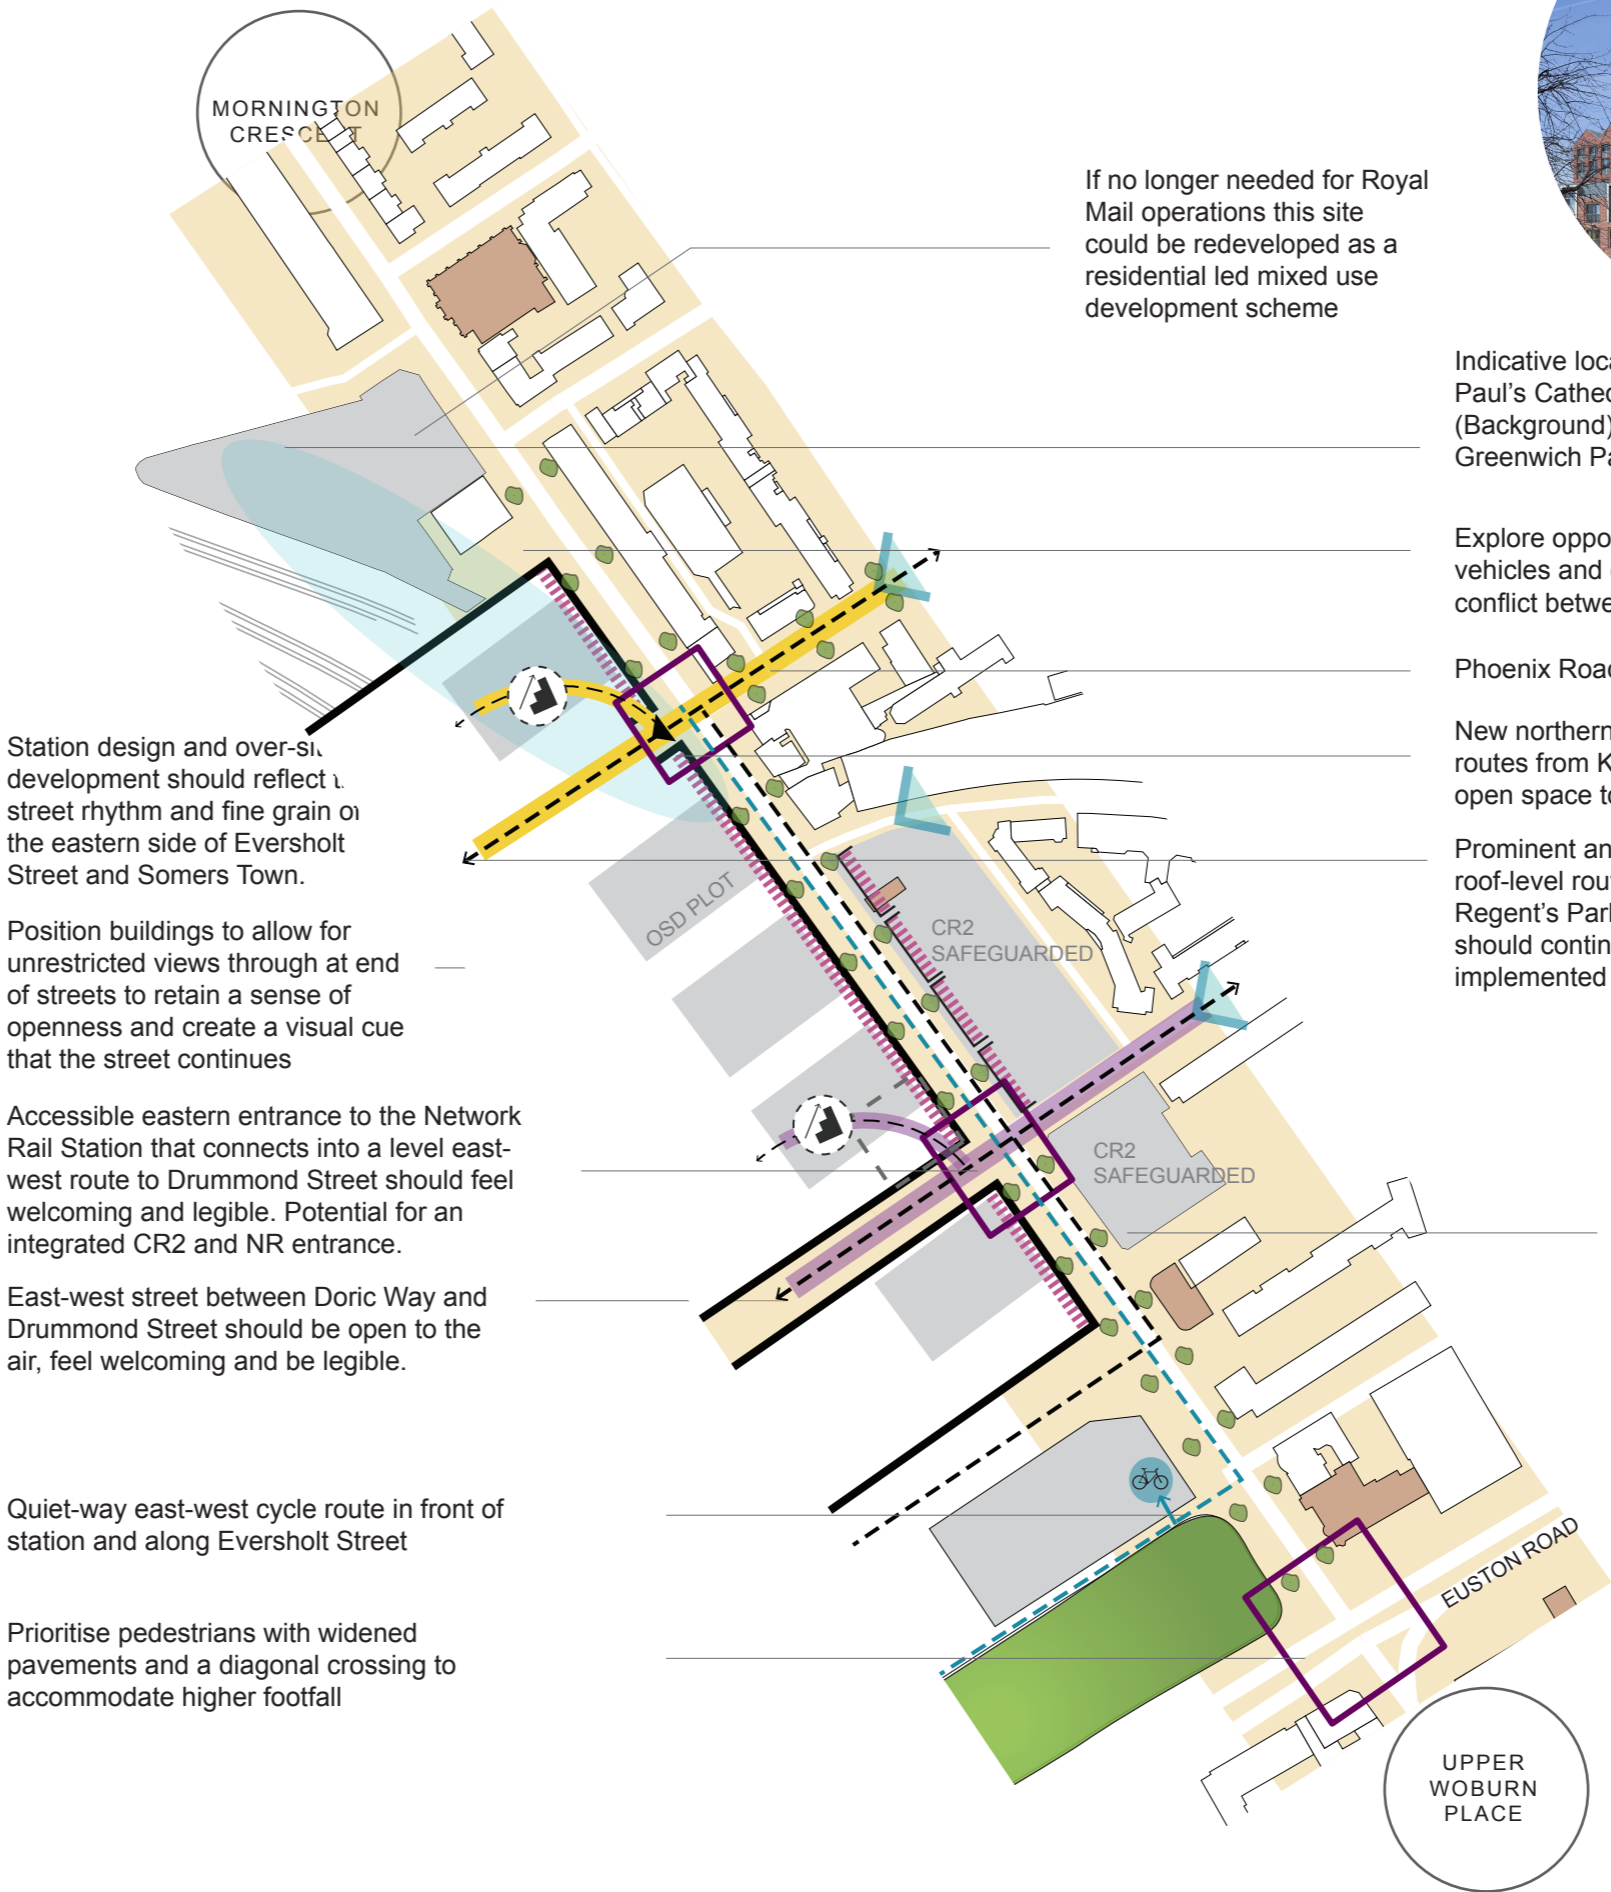 MORNINGTON
CRESCENT
If no longer needed for Royal
Mail operations this site
could be redeveloped as a
residential led mixed use
development scheme
Indicative loca
Paul's Cathed
(Background)
Greenwich Pa
Explore oppo
vehicles and
conflict betwe
Phoenix Road
New northern
routes from K
open space to
Prominent an
roof-level rout
Regent's Park
should contin
implemented
Station design and over-sit
development should reflect
street rhythm and fine grain of
the eastern side of Eversholt
Street and Somers Town.
Position buildings to allow for
unrestricted views through at end
of streets to retain a sense of
openness and create a visual cue
that the street continues
Accessible eastern entrance to the Network
Rail Station that connects into a level east-
west route to Drummond Street should feel
welcoming and legible. Potential for an
integrated CR2 and NR entrance.
East-west street between Doric Way and
Drummond Street should be open to the
air, feel welcoming and be legible.
Quiet-way east-west cycle route in front of
station and along Eversholt Street
Prioritise pedestrians with widened
pavements and a diagonal crossing to
accommodate higher footfall
OSD PLOT
CR2
SAFEGUARDED
CR2
SAFEGUARDED
EUSTON ROAD
UPPER
WOBURN
PLACE